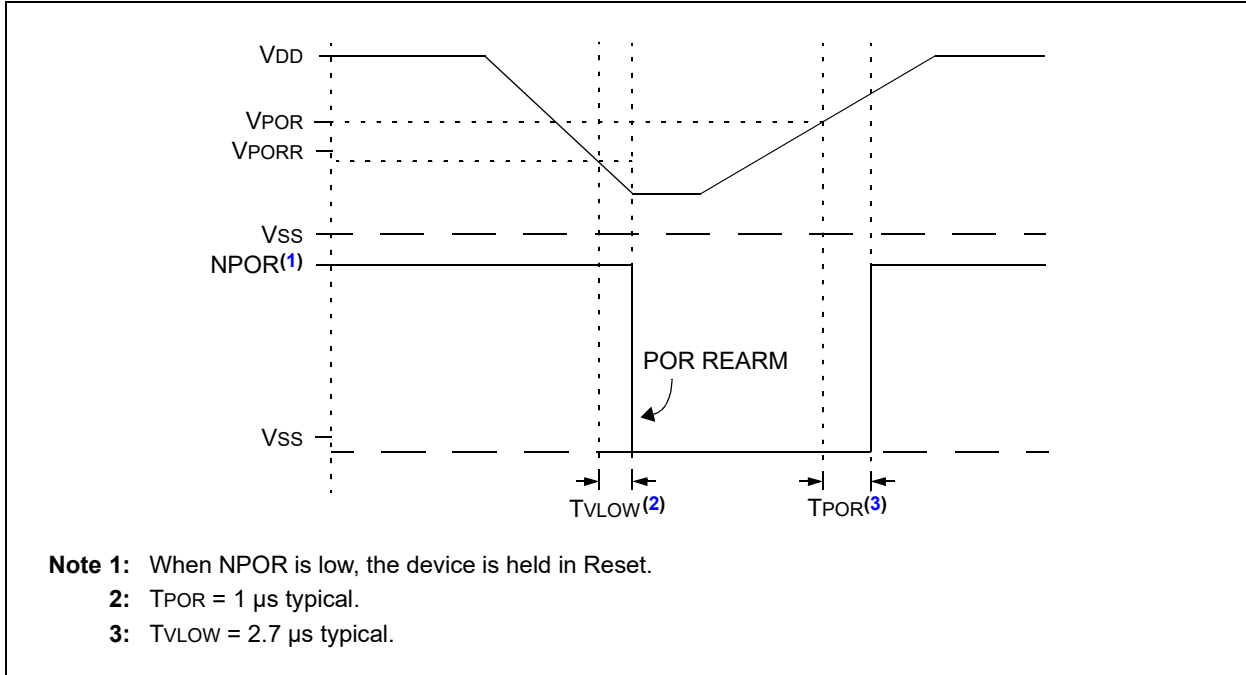 VDD
VPOR
VPORR
VSS
NPOR(1)
POR REARM
VSS
TVLOW(2)
TPOR(3)
Note 1: When NPOR is low, the device is held in Reset.
2: TPOR = 1 µs typical.
3: TVLOW = 2.7 µs typical.